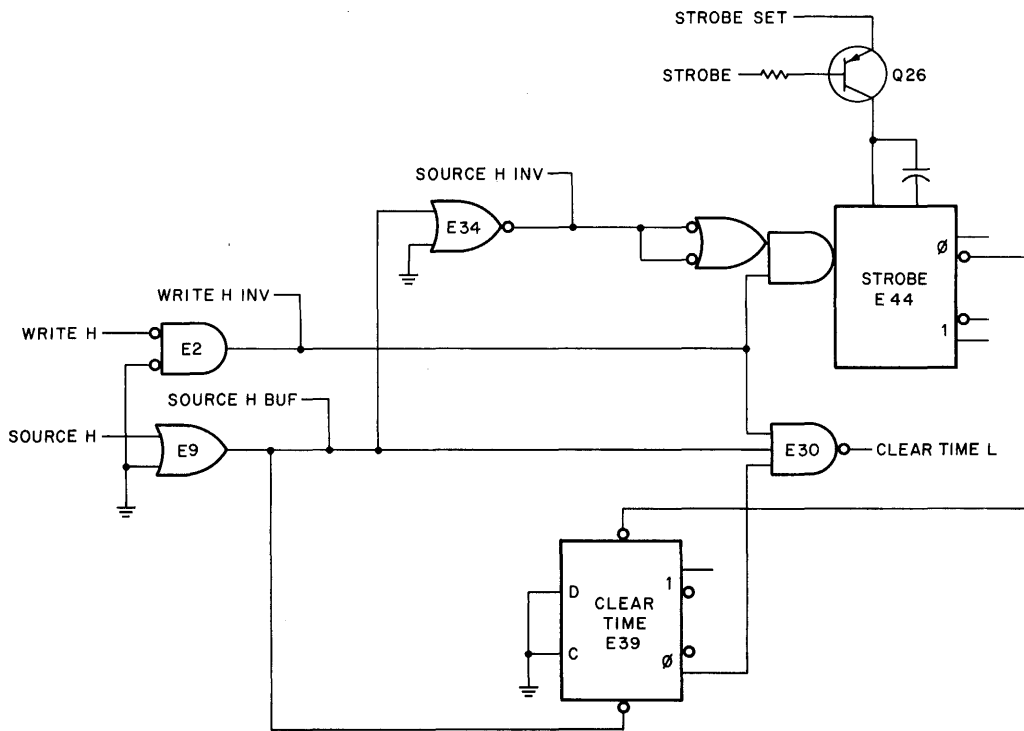 STROBE SET
STROBE
Q26
SOURCE H INV
E34
Ø
STROBE
E44
1
WRITE H INV
WRITE H
E2
SOURCE H BUF
SOURCE H
E9
E30
CLEAR TIME L
D
1
CLEAR
TIME
E39
C
Ø